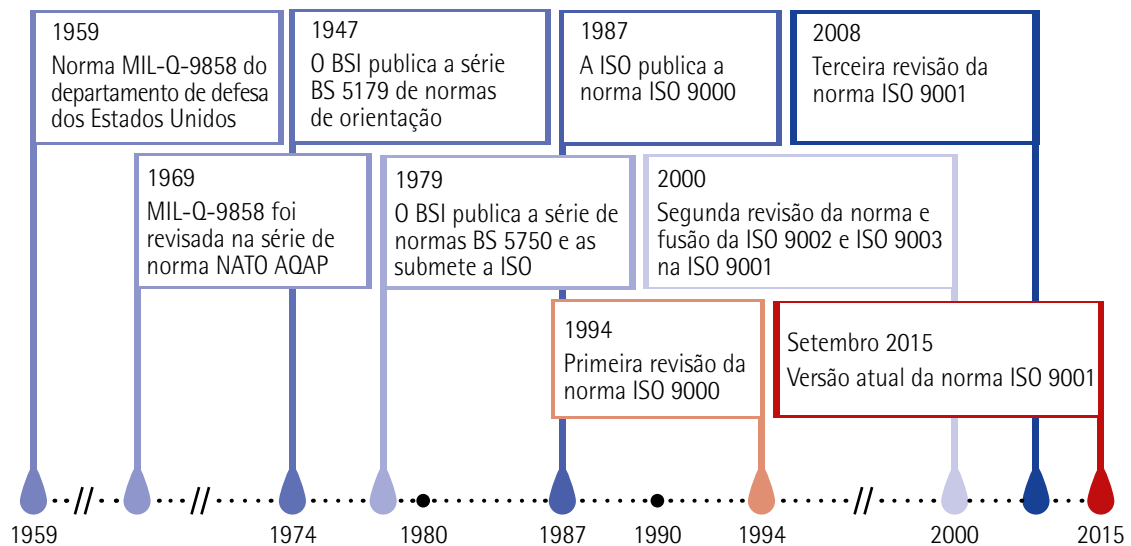 1959
Norma MIL-Q-9858 do
departamento de defesa
dos Estados Unidos
1947
O BSI publica a série
BS 5179 de normas
de orientação
1987
A ISO publica a
norma ISO 9000
2008
Terceira revisão da
norma ISO 9001
1969
MIL-Q-9858 foi
revisada na série de
norma NATO AQAP
1979
O BSI publica a série de
normas BS 5750 e as
submete a ISO
2000
Segunda revisão da norma e
fusão da ISO 9002 e ISO 9003
na ISO 9001
1994
Primeira revisão da
norma ISO 9000
Setembro 2015
Versão atual da norma ISO 9001
1959
1974
1980
1987
1990
1994
2000
2015